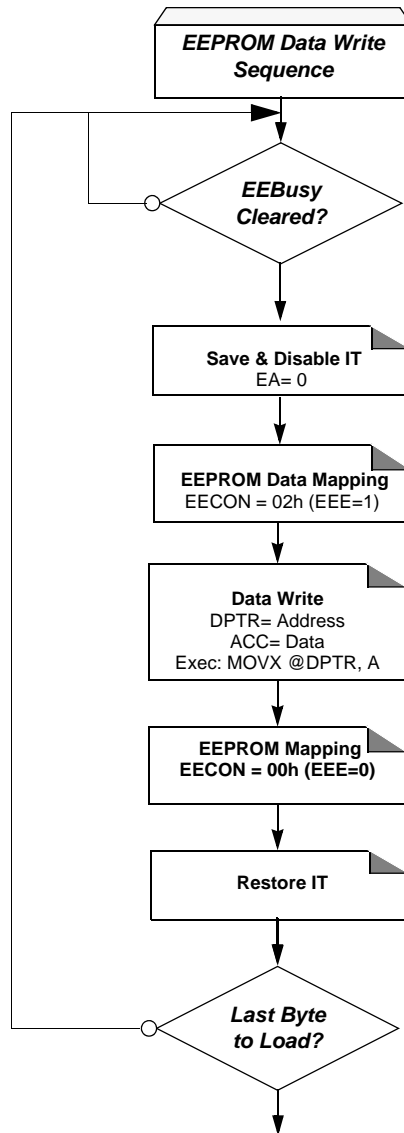 EEPROM Data Write
Sequence
EEBusy
Cleared?
Save & Disable IT
EA= 0
EEPROM Data Mapping
EECON = 02h (EEE=1)
Data Write
DPTR= Address
ACC= Data
Exec: MOVX @DPTR, A
EEPROM Mapping
EECON = 00h (EEE=0)
Restore IT
Last Byte
to Load?